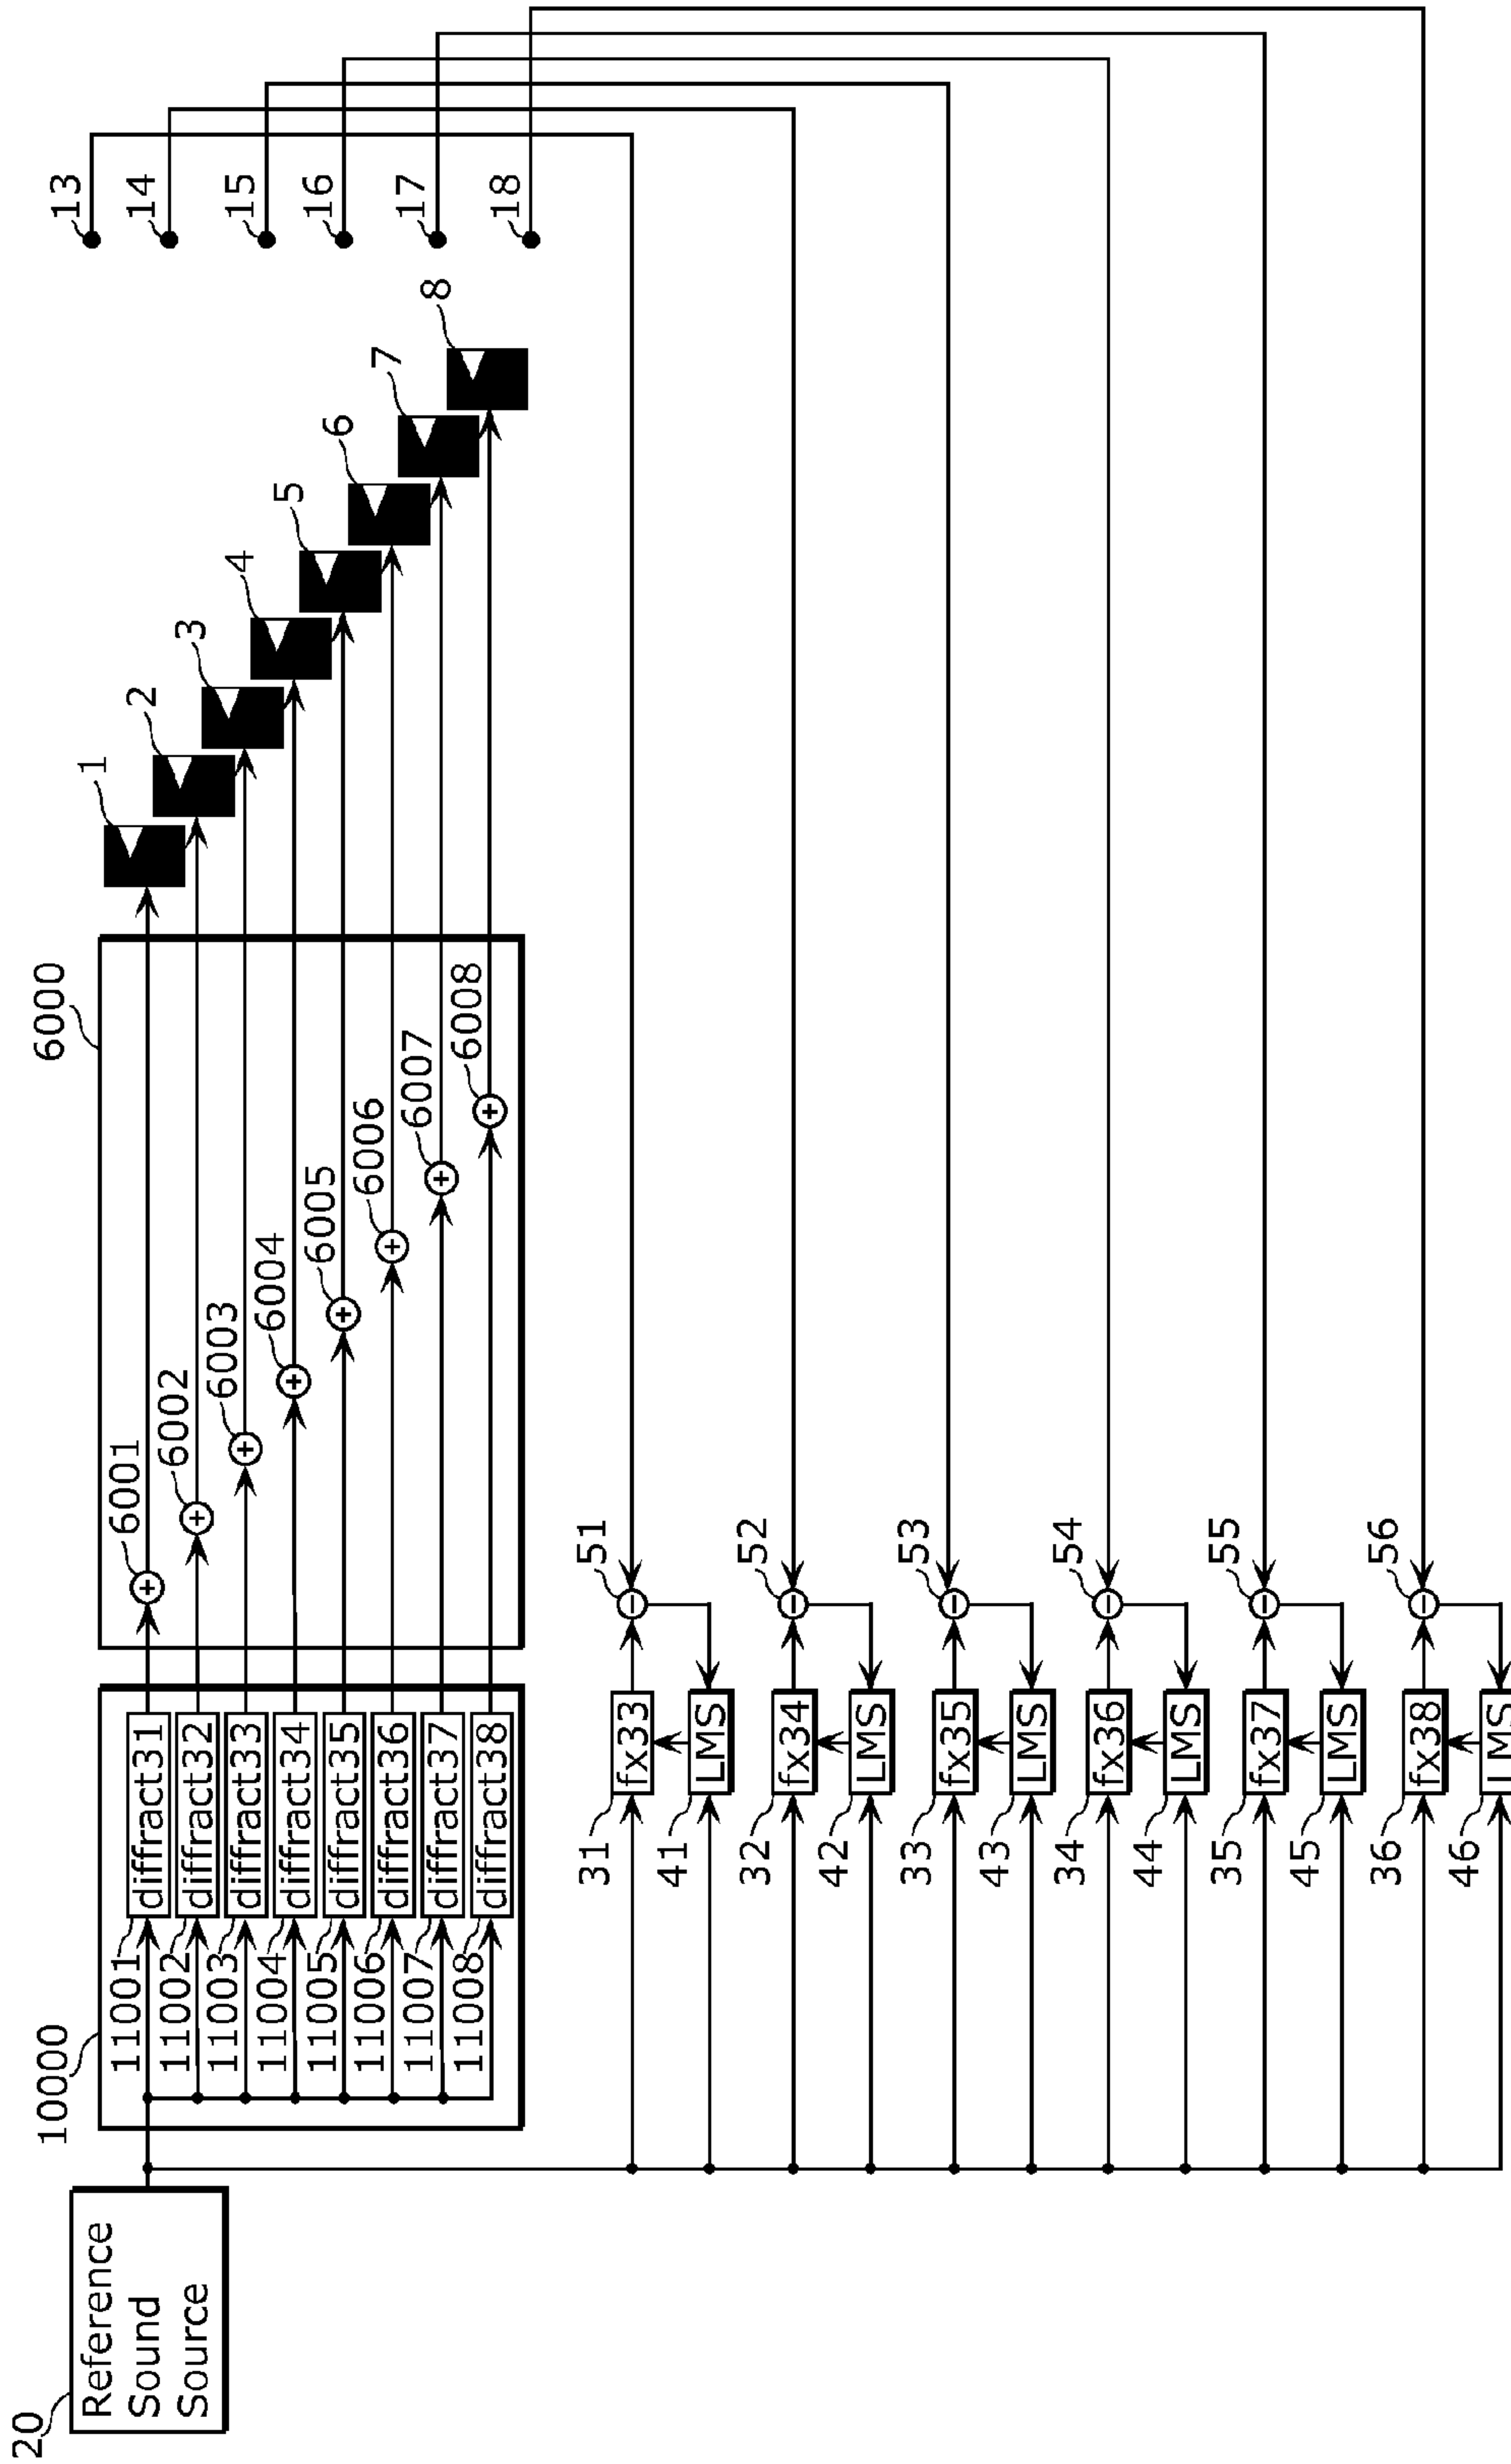 20
Reference
Sound
Source
10000
11001
diffract31
11002
diffract32
11003
diffract33
11004
diffract34
11005
diffract35
11006
diffract36
11007
diffract37
11008
diffract38
6000
6001
+
6002
+
6003
+
6004
+
6005
+
6006
+
6007
+
6008
+
1
2
3
4
5
6
7
8
13
14
15
16
17
18
31
fx33
51
−
41
LMS
32
fx34
52
−
42
LMS
33
fx35
53
−
43
LMS
34
fx36
54
−
44
LMS
35
fx37
55
−
45
LMS
36
fx38
56
−
46
LMS